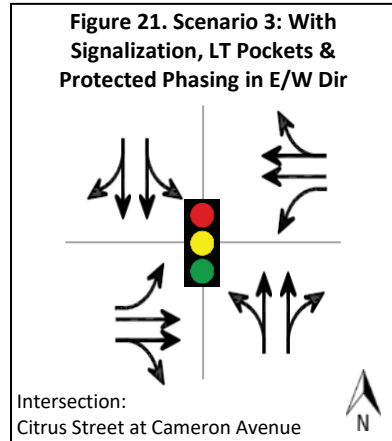 Figure 21. Scenario 3: With
Signalization, LT Pockets &
Protected Phasing in E/W Dir
Intersection:
Citrus Street at Cameron Avenue
N